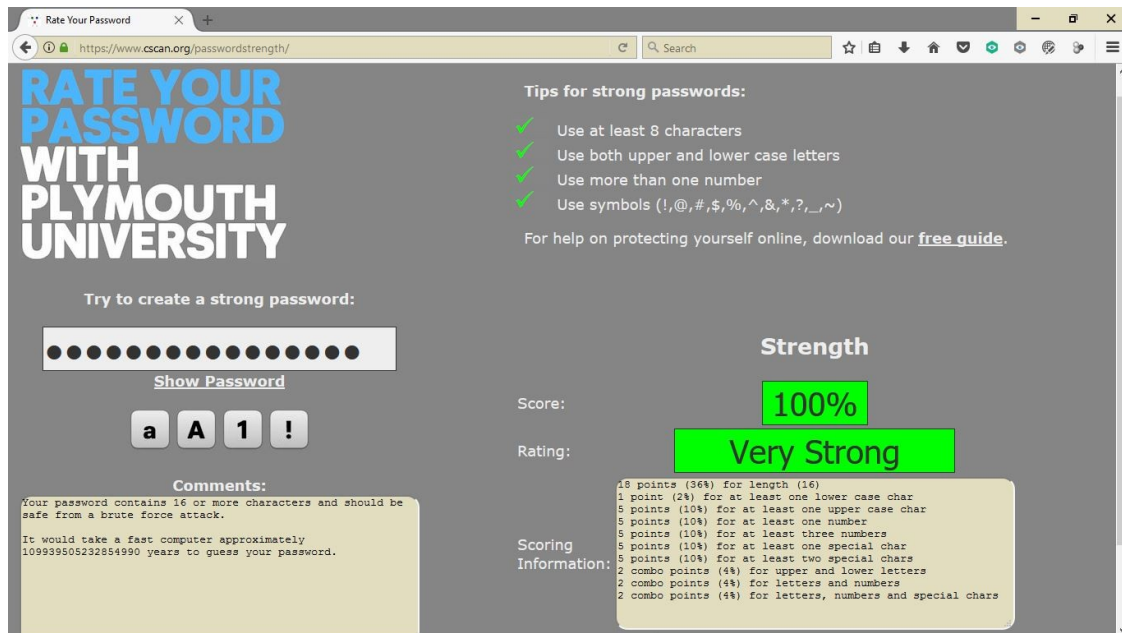 Rate Your Password
https://www.cscan.org/passwordstrength/
Search
RATE YOUR
PASSWORD
WITH
PLYMOUTH
UNIVERSITY
Tips for strong passwords:
Use at least 8 characters
Use both upper and lower case letters
Use more than one number
Use symbols (!,@,#,$,%,^,&,*,?,_,~)
For help on protecting yourself online, download our free guide.
Try to create a strong password:
Show Password
a A 1 !
Comments:
Your password contains 16 or more characters and should be
safe from a brute force attack.
It would take a fast computer approximately
109939505232854990 years to guess your password.
Strength
Score:
100%
Rating:
Very Strong
Scoring
Information:
18 points (36%) for length (16)
1 point (2%) for at least one lower case char
5 points (10%) for at least one upper case char
5 points (10%) for at least one number
5 points (10%) for at least three numbers
5 points (10%) for at least one special char
5 points (10%) for at least two special chars
2 combo points (4%) for upper and lower letters
2 combo points (4%) for letters and numbers
2 combo points (4%) for letters, numbers and special chars